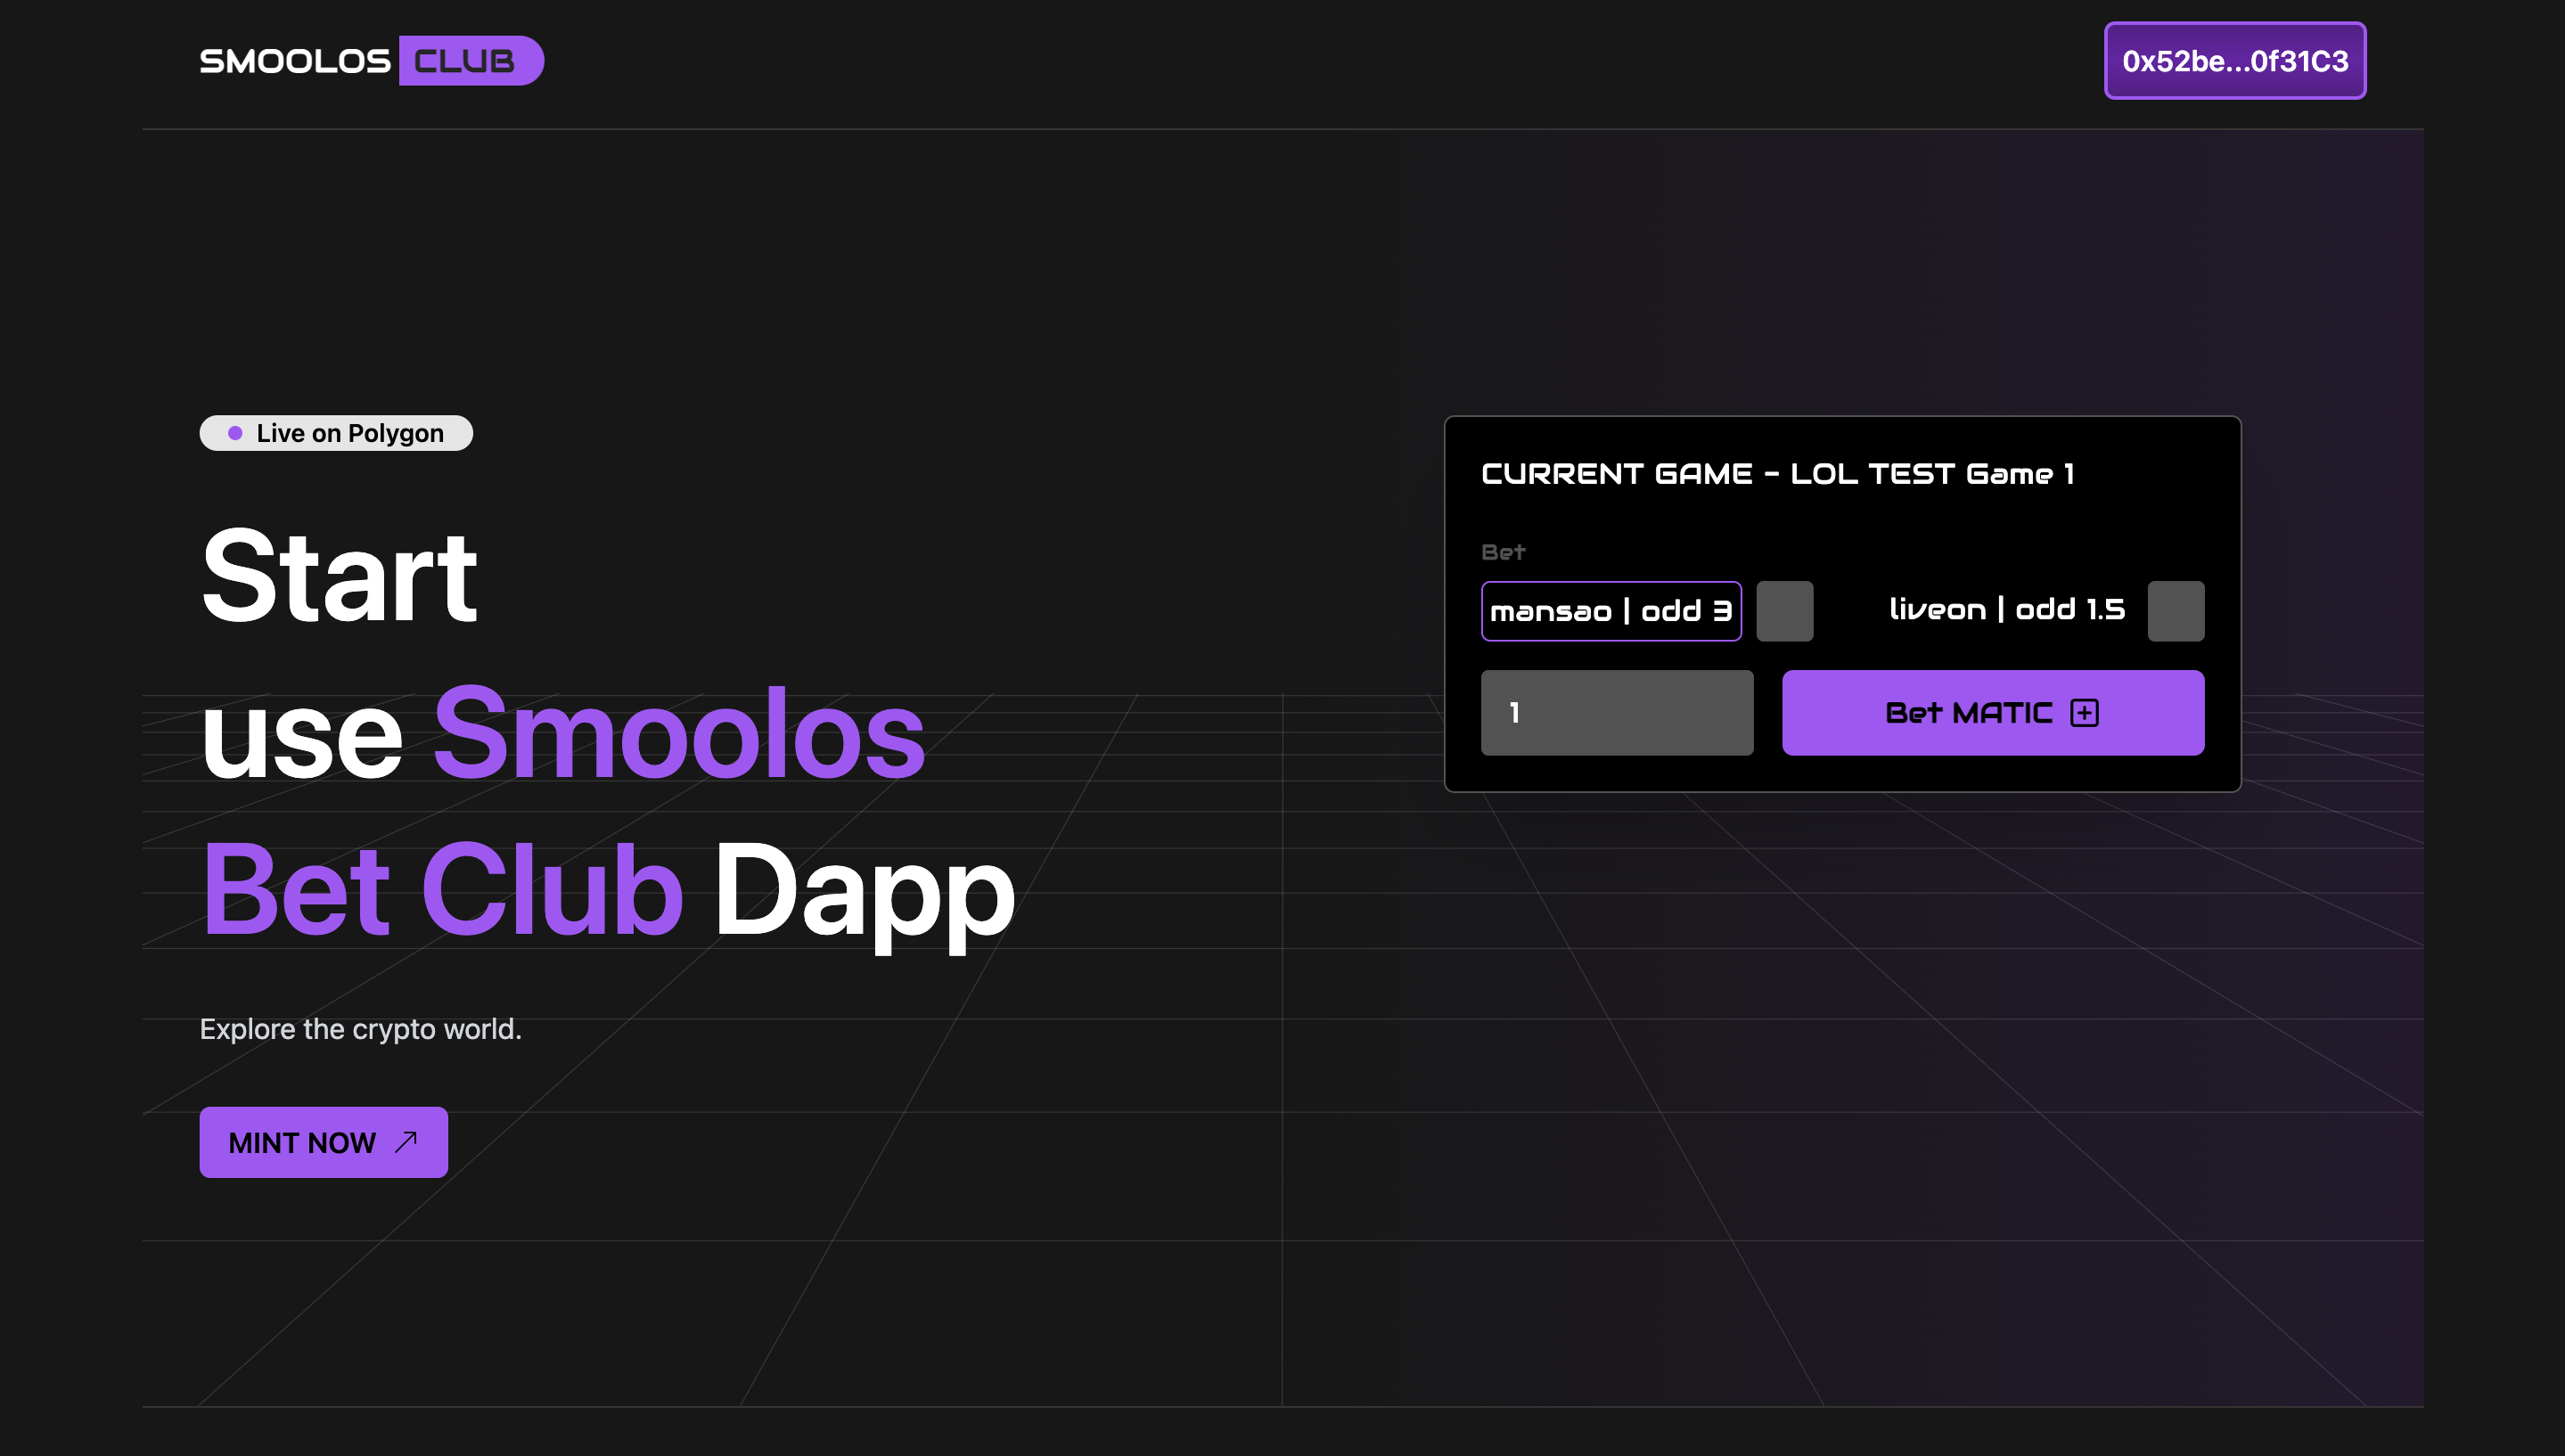 SMOOLOS CLUB
0x52be...0f31C3
Live on Polygon
Start
use Smoolos
Bet Club Dapp
Explore the crypto world.
MINT NOW
CURRENT GAME - LOL TEST Game 1
Bet
mansao | odd 3
liveon | odd 1.5
1
Bet MATIC